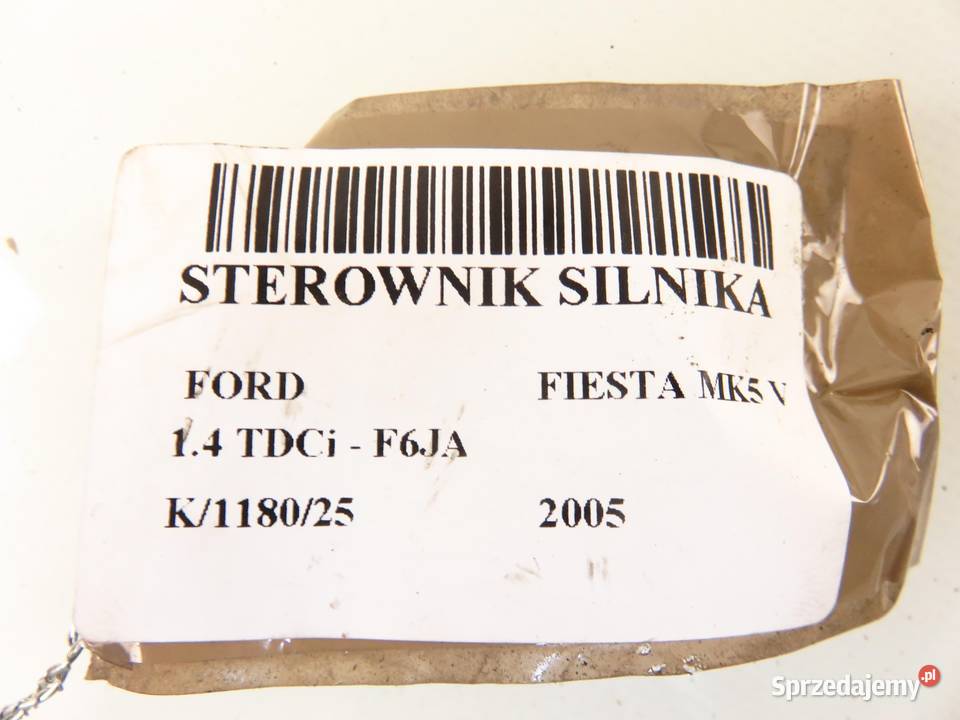 STEROWNIK SILNIKA
FORD FIESTA MK5 V
1.4 TDCi - F6JA
K/1180/25 2005
Sprzedajemy.pl